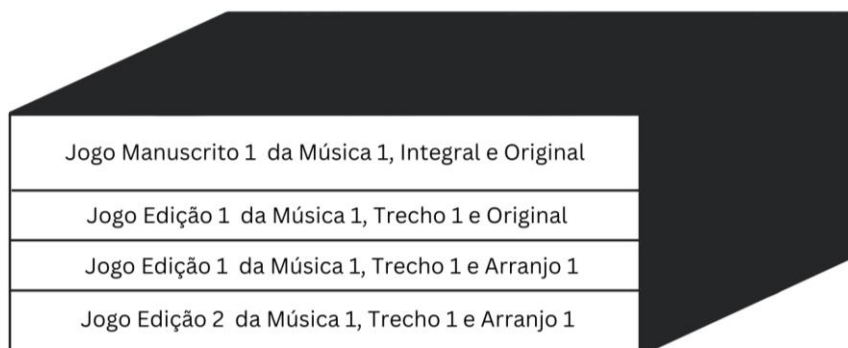 Jogo Manuscrito 1 da Música 1, Integral e Original
Jogo Edição 1 da Música 1, Trecho 1 e Original
Jogo Edição 1 da Música 1, Trecho 1 e Arranjo 1
Jogo Edição 2 da Música 1, Trecho 1 e Arranjo 1